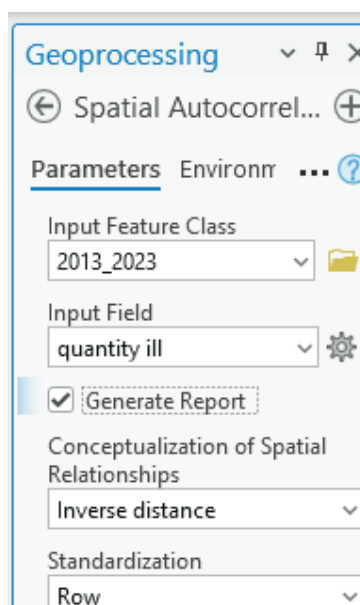 Geoprocessing
Spatial Autocorrel...
Parameters Environm ...
Input Feature Class
2013_2023
Input Field
quantity ill
Generate Report
Conceptualization of Spatial
Relationships
Inverse distance
Standardization
Row